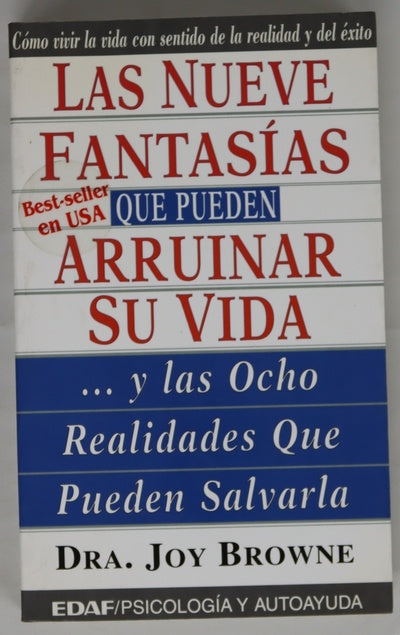 Cómo vivir la vida con sentido de la realidad y del éxito
LAS NUEVE
FANTASÍAS
Best-seller
en USA
QUE PUEDEN
ARRUINAR
SU VIDA
... y las Ocho
Realidades Que
Pueden Salvarla
DRA. JOY BROWNE
EDAF/PSICOLOGÍA Y AUTOAYUDA